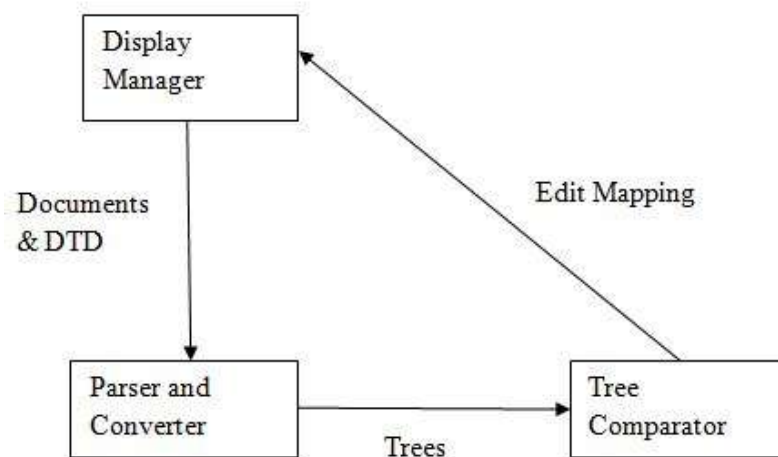 Display
Manager
Documents
& DTD
Edit Mapping
Parser and
Converter
Trees
Tree
Comparator